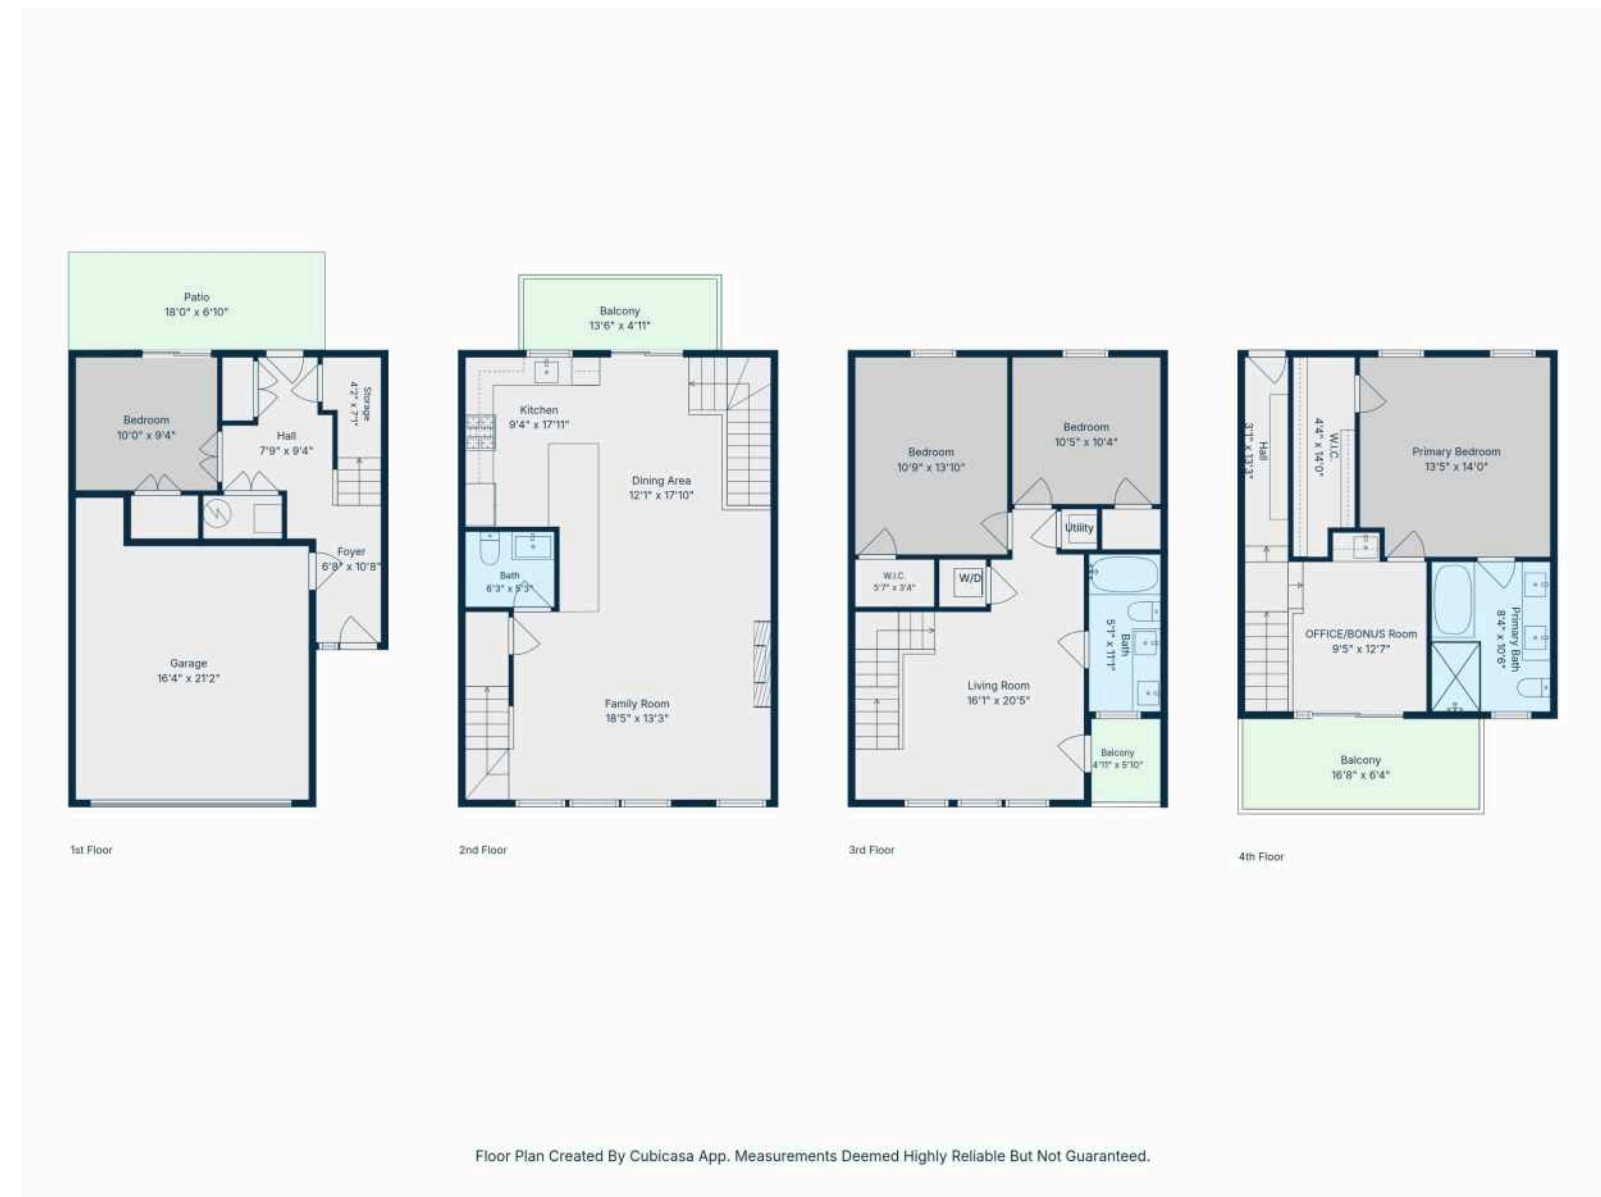 Patio
18'0" x 6'10"
Bedroom
10'0" x 9'4"
Hall
7'9" x 9'4"
Storage
4'2" x 7'1"
Foyer
6'8" x 10'8"
Garage
16'4" x 21'2"
1st Floor
Balcony
13'6" x 4'11"
Kitchen
9'4" x 17'11"
Dining Area
12'1" x 17'10"
Bath
6'3" x 5'3"
Family Room
18'5" x 13'3"
2nd Floor
Bedroom
10'9" x 13'10"
Bedroom
10'5" x 10'4"
Utility
W.I.C.
5'7" x 3'4"
W/D
Bath
5'1" x 11'1"
Living Room
16'1" x 20'5"
Balcony
4'11" x 5'10"
3rd Floor
Hall
3'1" x 13'3"
W.I.C.
4'4" x 14'0"
Primary Bedroom
13'5" x 14'0"
OFFICE/BONUS Room
9'5" x 12'7"
Primary Bath
8'4" x 10'6"
Balcony
16'8" x 6'4"
4th Floor
Floor Plan Created By Cubicasa App. Measurements Deemed Highly Reliable But Not Guaranteed.